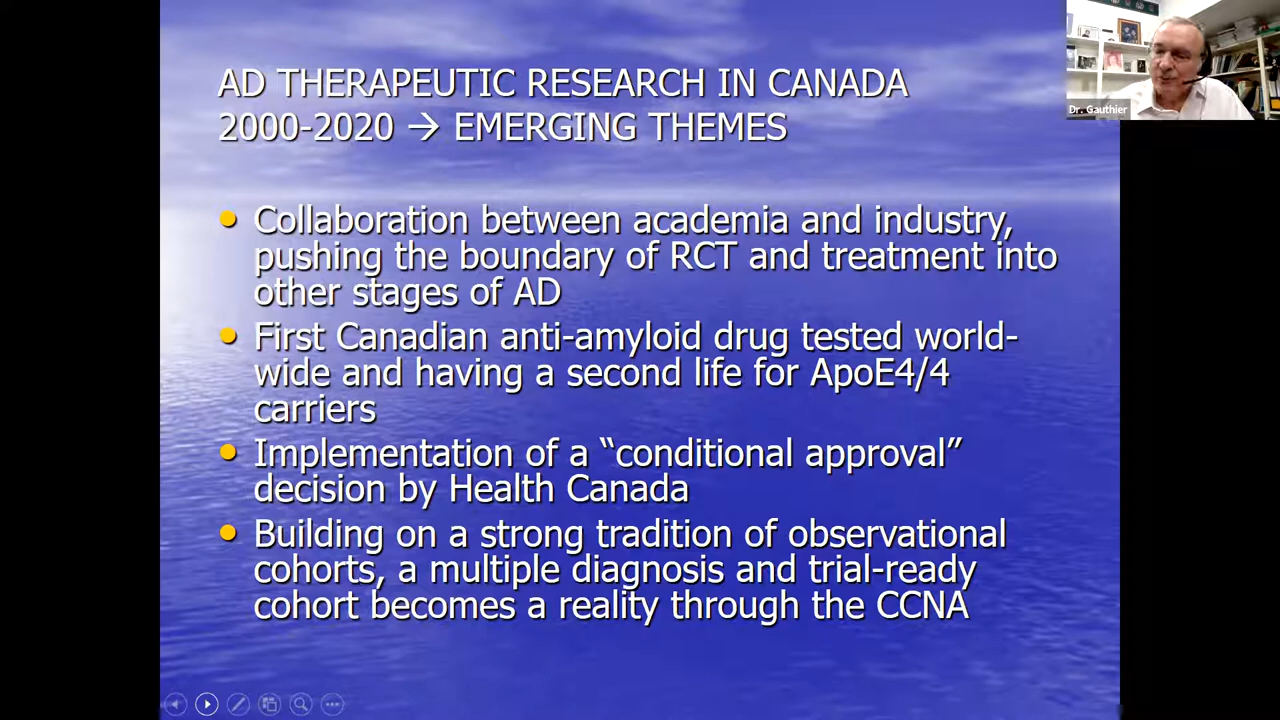 AD THERAPEUTIC RESEARCH IN CANADA
2000-2020 → EMERGING THEMES
Dr. Gauthier
• Collaboration between academia and industry,
pushing the boundary of RCT and treatment into
other stages of AD
• First Canadian anti-amyloid drug tested world-
wide and having a second life for ApoE4/4
carriers
• Implementation of a “conditional approval”
decision by Health Canada
• Building on a strong tradition of observational
cohorts, a multiple diagnosis and trial-ready
cohort becomes a reality through the CCNA